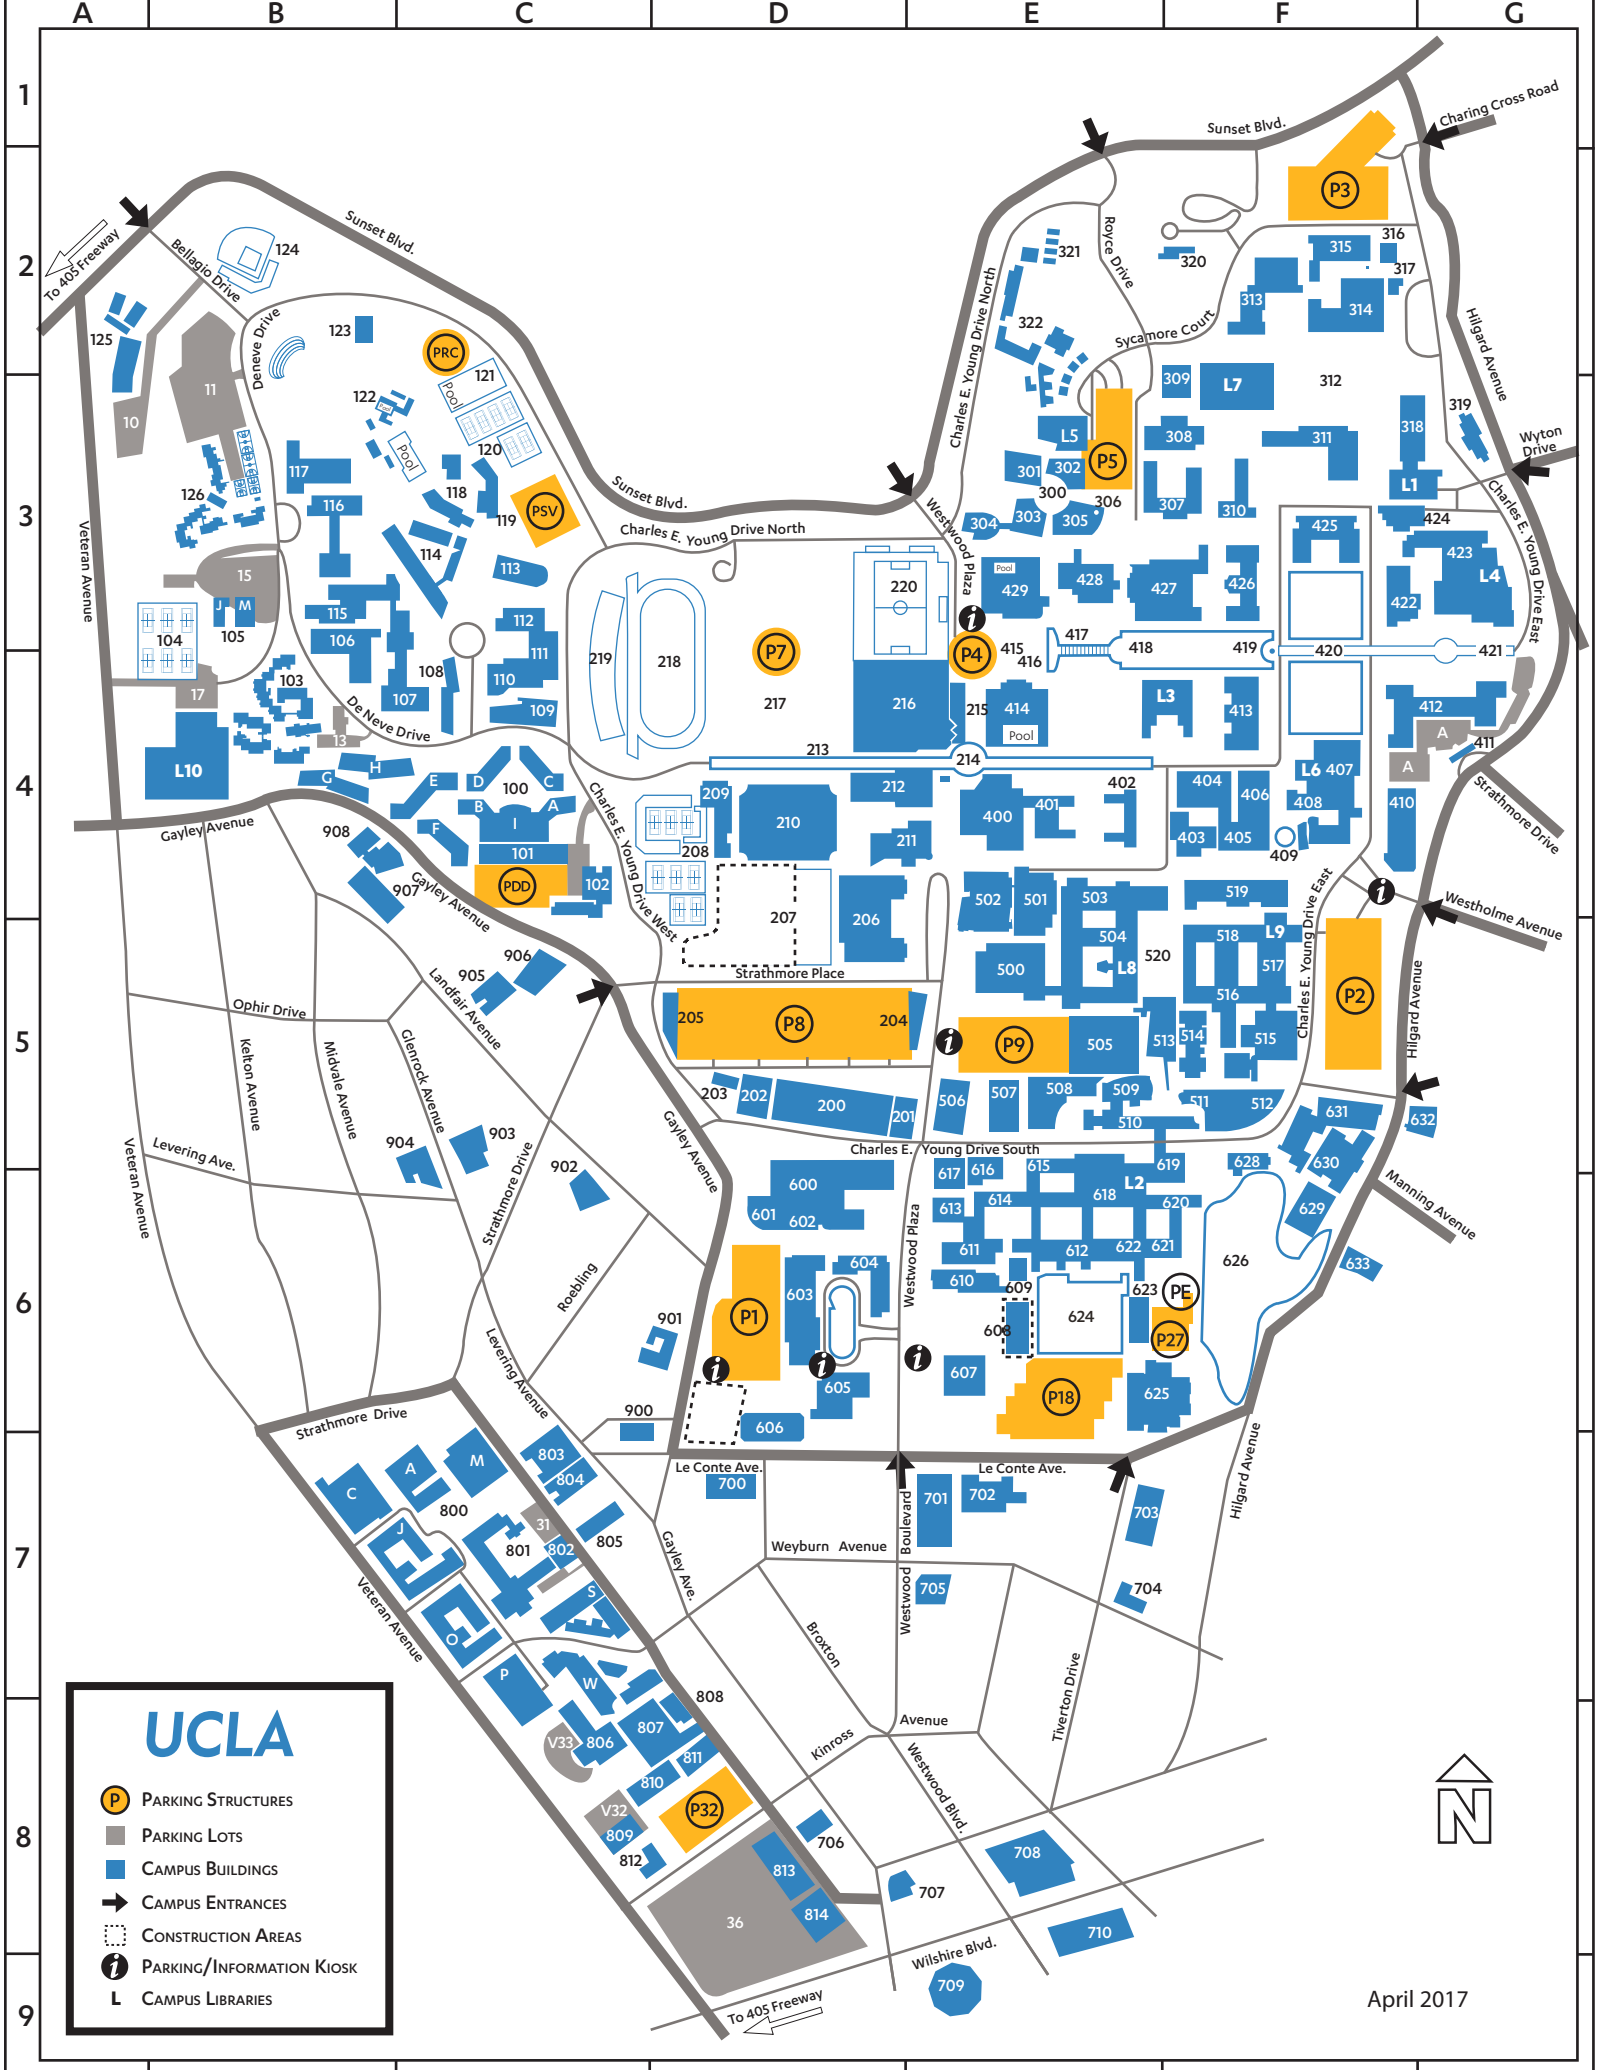 A B C D E F G
1
2
3
4
5
6
7
8
9
Charing Cross Road
Sunset Blvd.
P3
To 405 Freeway
Bellagio Drive
124
Sunset Blvd.
321
Royce Drive
320
315
316
317
313
314
Charles E. Young Drive North
322
Sycamore Court
Hilgard Avenue
125
Deneve Drive
123
PRC
121
Pool
11
10
122
Pool
Pool
120
309
L7
312
319
Wyton
Drive
318
311
L5
308
P5
301
302
300
306
L1
117
126
116
118
119
PSV
Sunset Blvd.
Charles E. Young Drive North
Westwood Plaza
304
303
305
307
310
425
424
423
L4
Charles E. Young Drive East
Veteran Avenue
114
113
15
J M
105
104
115
106
112
111
110
108
107
109
220
Pool
429
428
427
426
422
219
218
P7
217
P4
415
416
417
418
419
420
421
17
103
13
De Neve Drive
216
215
414
Pool
L3
413
412
A
411
A
213
214
L10
G
H
E
D
C
100
B
A
I
F
101
PDD
102
Gayley Avenue
908
907
Gayley Avenue
Charles E. Young Drive West
209
208
210
212
211
207
206
400
401
402
404
406
403
405
L6 407
408
409
410
Strathmore Drive
Westholme Avenue
502
501
503
504
500
L8
520
519
518
L9
517
516
Charles E. Young Drive East
P2
Hilgard Avenue
906
905
Landfair Avenue
Strathmore Place
205
P8
204
P9
505
513
514
515
Ophir Drive
Kelton Avenue
Midvale Avenue
Glenrock Avenue
203
202
200
201
506
507
508
509
510
511
512
631
632
630
Gayley Avenue
Charles E. Young Drive South
Levering Ave.
Veteran Avenue
904
903
902
Strathmore Drive
600
601
602
617
616
615
619
L2
618
614
613
620
611
612
622
621
628
629
633
Manning Avenue
Westwood Plaza
626
Roebling
604
603
P1
610
609
623
PE
624
608
P27
901
605
607
P18
625
606
900
Levering Avenue
Strathmore Drive
Le Conte Ave.
Le Conte Ave.
700
701
702
703
704
705
Hilgard Avenue
Westwood Boulevard
Weyburn Avenue
Gayley Ave.
803
804
805
M
A
C
800
J
801
31
802
S
O
P
W
Veteran Avenue
Broxton
Tiverton Drive
808
807
806
V33
811
810
P32
V32
809
812
Kinross
Avenue
Westwood Blvd.
706
813
814
36
707
708
710
Wilshire Blvd.
709
To 405 Freeway
UCLA
P Parking Structures
Parking Lots
Campus Buildings
Campus Entrances
Construction Areas
i Parking/Information Kiosk
L Campus Libraries
N
April 2017